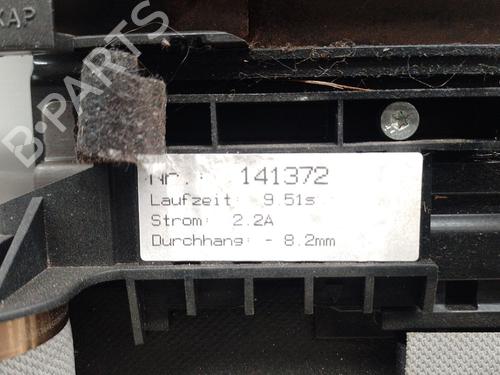 KAP
B-PARTS
Nr.: 141372
Laufzeit: 9.51s
Strom: 2.2A
Durchhang: - 8.2mm